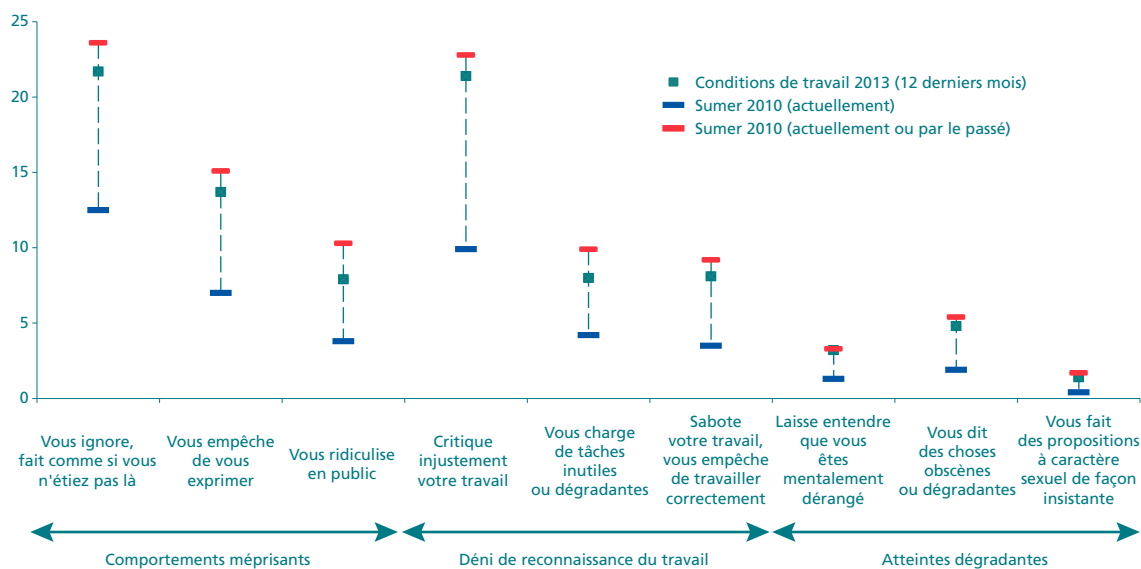 25
20
15
10
5
0
Conditions de travail 2013 (12 derniers mois)
Sumer 2010 (actuellement)
Sumer 2010 (actuellement ou par le passé)
Vous ignore,
fait comme si vous
n'étiez pas là
Vous empêche
de vous
exprimer
Vous ridiculise
en public
Critique
injustement
votre travail
Vous charge
de tâches
inutiles
ou dégradantes
Sabote
votre travail,
vous empêche
de travailler
correctement
Laisse entendre
que vous
êtes
mentalement
dérangé
Vous dit
des choses
obscènes
ou dégradantes
Vous fait
des propositions
à caractère
sexuel de façon
insistante
Comportements méprisants
Déni de reconnaissance du travail
Atteintes dégradantes